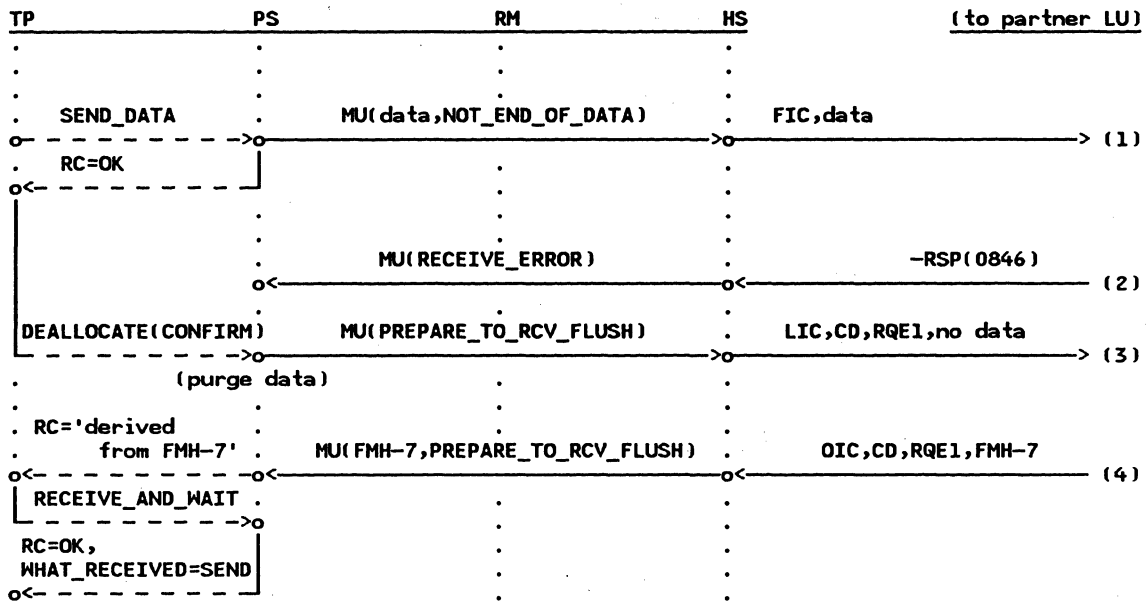 TP PS RM HS (to partner LU)
SEND_DATA MU(data,NOT_END_OF_DATA) FIC,data
(1)
RC=OK
MU(RECEIVE_ERROR) -RSP(0846)
(2)
DEALLOCATE(CONFIRM) MU(PREPARE_TO_RCV_FLUSH) LIC,CD,RQE1,no data
(3)
(purge data)
RC='derived
from FMH-7' MU(FMH-7,PREPARE_TO_RCV_FLUSH) OIC,CD,RQE1,FMH-7
(4)
RECEIVE_AND_WAIT
RC=OK,
WHAT_RECEIVED=SEND